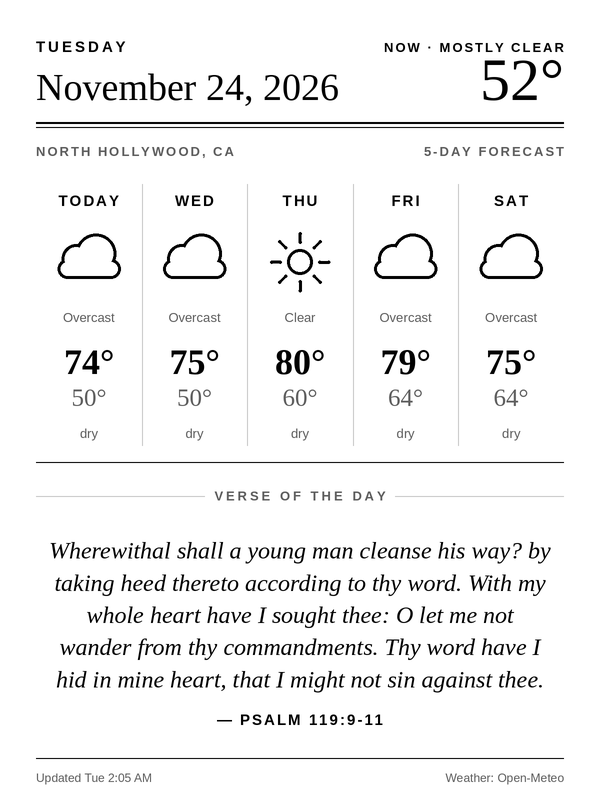 TUESDAY
NOW · MOSTLY CLEAR
November 24, 2026
52°
NORTH HOLLYWOOD, CA
5-DAY FORECAST
TODAY WED THU FRI SAT
Overcast Overcast Clear Overcast Overcast
74° 75° 80° 79° 75°
50° 50° 60° 64° 64°
dry dry dry dry dry
VERSE OF THE DAY
Wherewithal shall a young man cleanse his way? by
taking heed thereto according to thy word. With my
whole heart have I sought thee: O let me not
wander from thy commandments. Thy word have I
hid in mine heart, that I might not sin against thee.
— PSALM 119:9-11
Updated Tue 2:05 AM
Weather: Open-Meteo